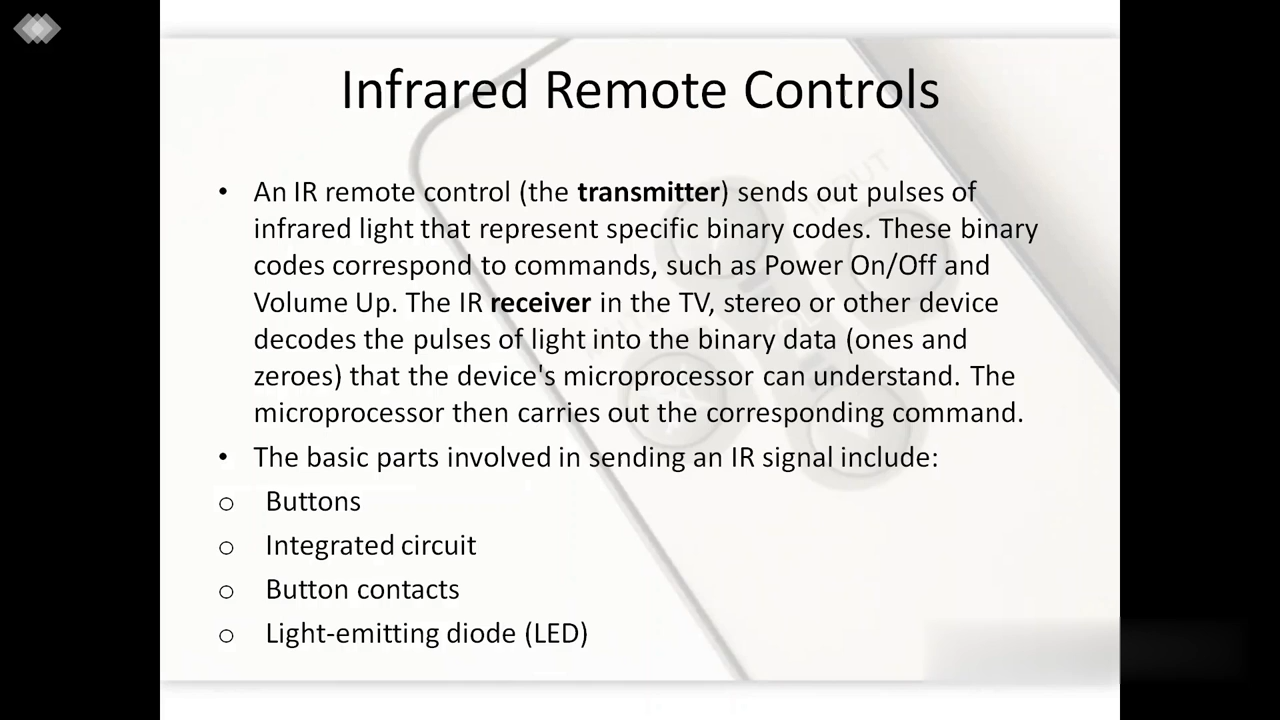 Infrared Remote Controls
• An IR remote control (the transmitter) sends out pulses of
infrared light that represent specific binary codes. These binary
codes correspond to commands, such as Power On/Off and
Volume Up. The IR receiver in the TV, stereo or other device
decodes the pulses of light into the binary data (ones and
zeroes) that the device's microprocessor can understand. The
microprocessor then carries out the corresponding command.
• The basic parts involved in sending an IR signal include:
o Buttons
o Integrated circuit
o Button contacts
o Light-emitting diode (LED)